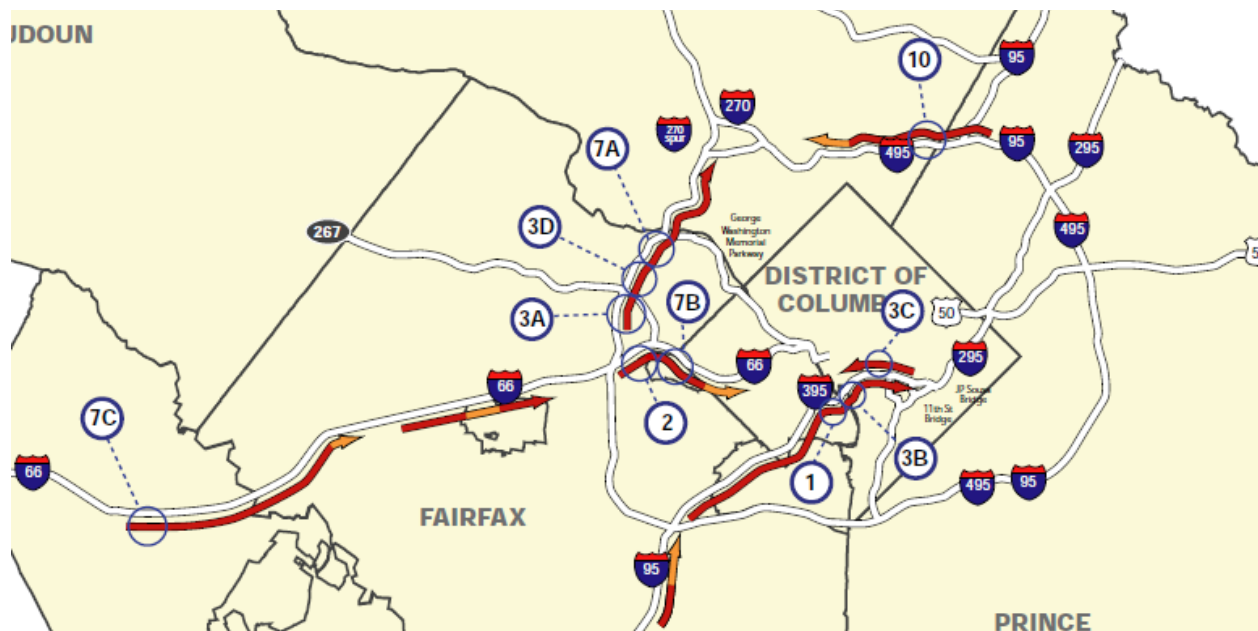 JDOUN
10
95
270
270
spur
7A
95
295
495
3D
267
George
Washington
Memorial
Parkway
495
DISTRICT OF
COLUMB
7B
3C
3A
50
5
66
295
66
395
JP Sousa
Bridge
11th St
Bridge
7C
2
3B
66
1
495
95
FAIRFAX
95
PRINCE